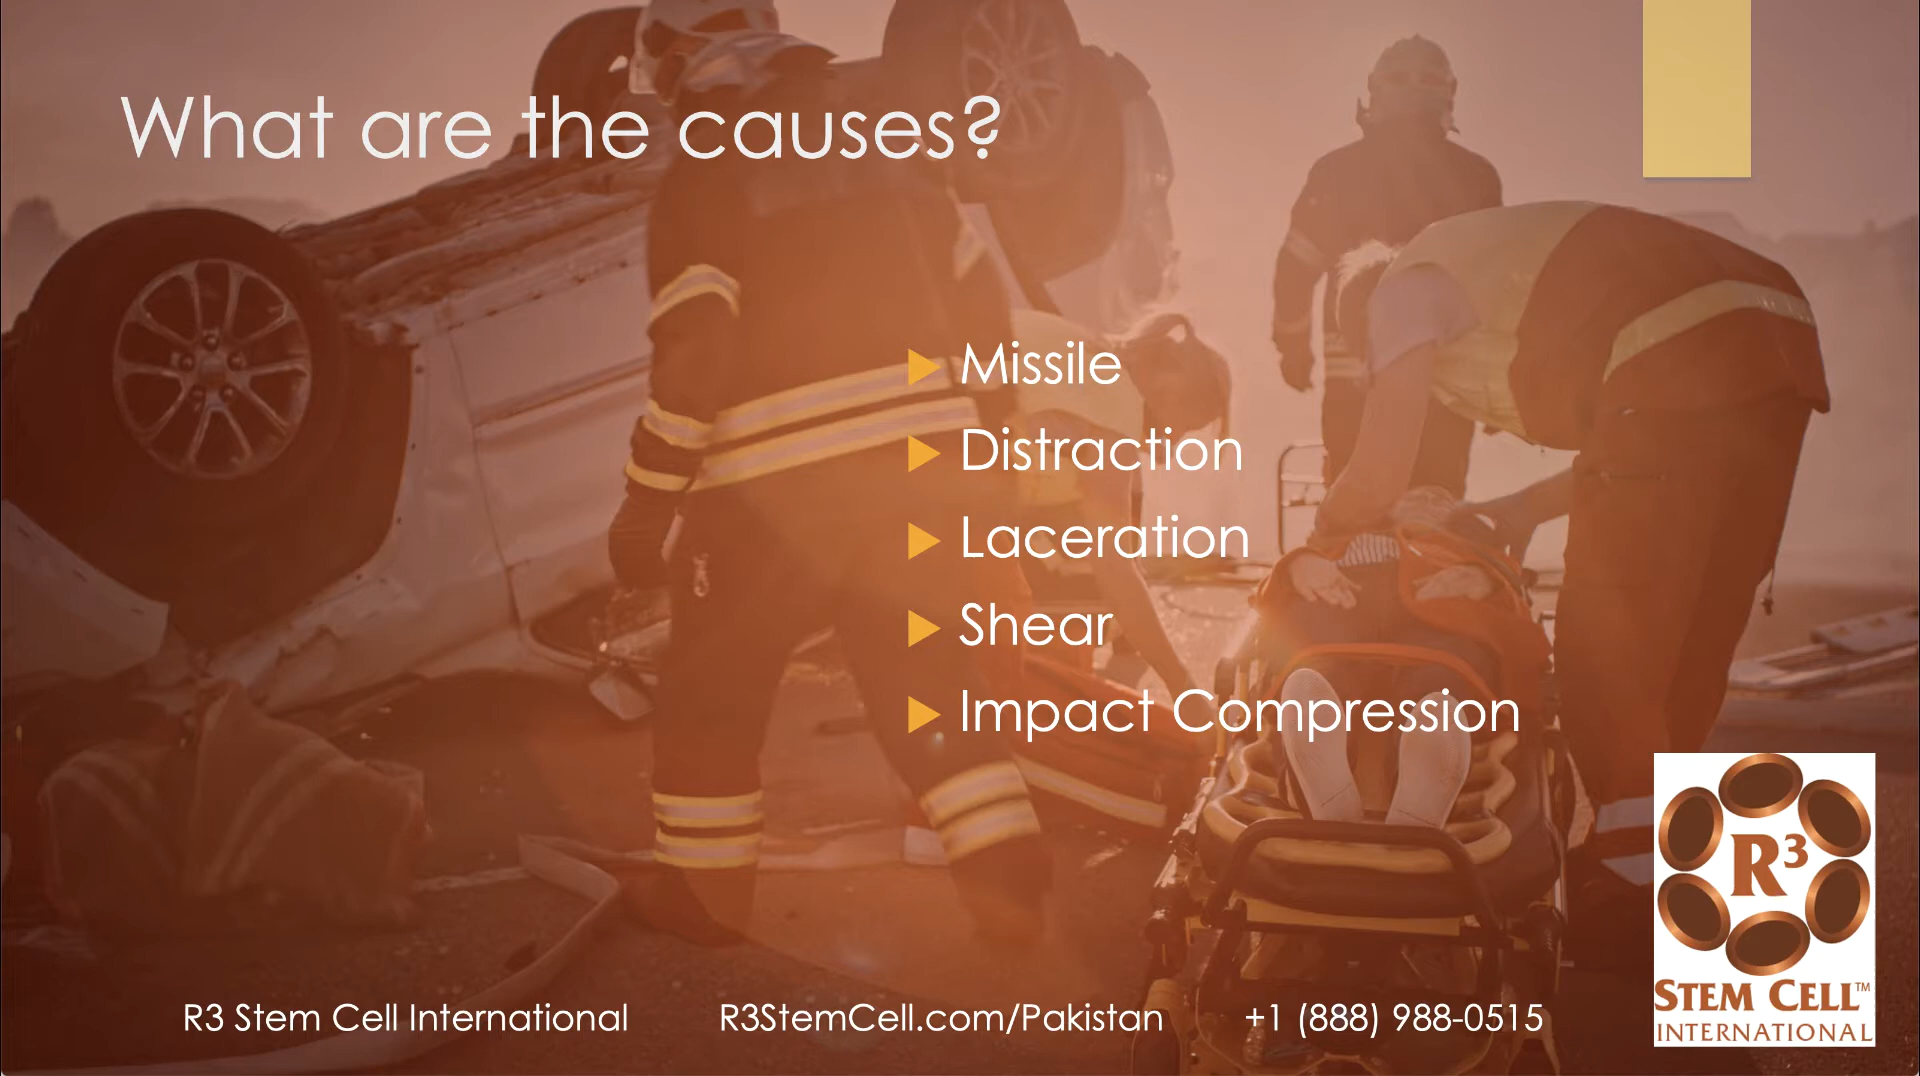 What are the causes?
Missile
Distraction
Laceration
Shear
Impact Compression
R3 Stem Cell International
R3StemCell.com/Pakistan
+1 (888) 988-0515
R³
STEM CELL™
INTERNATIONAL